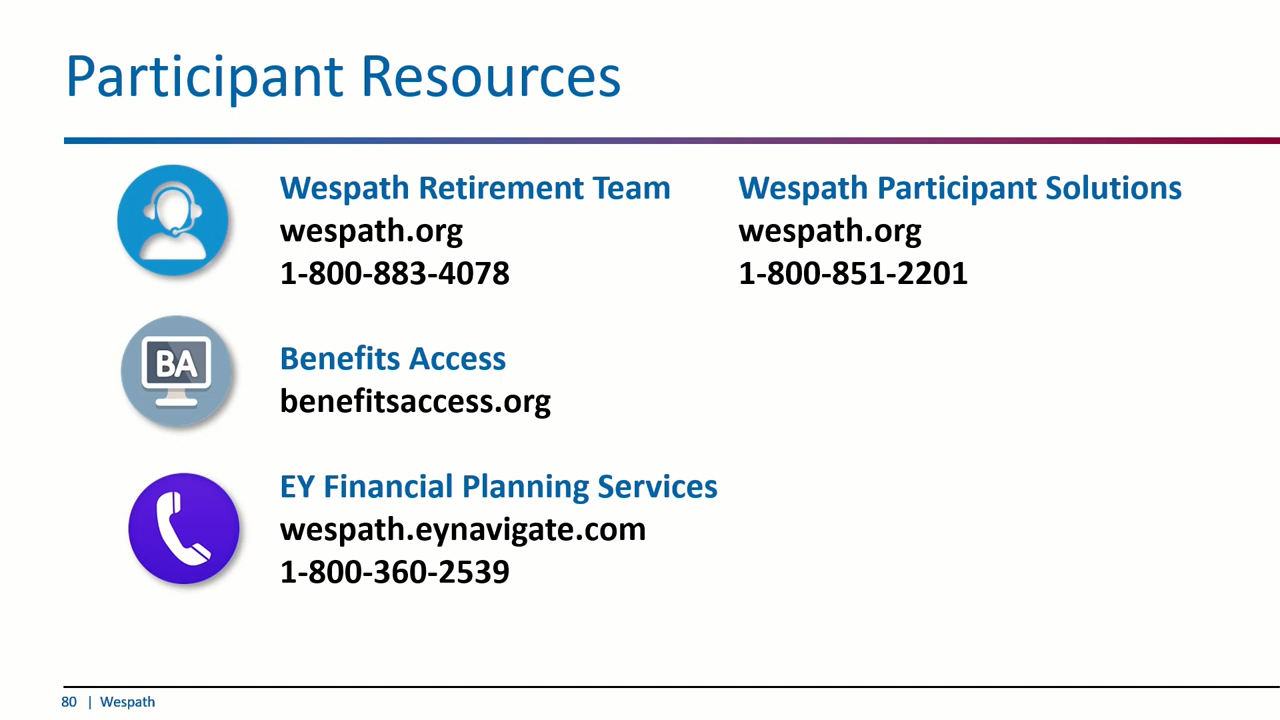 Participant Resources
Wespath Retirement Team
wespath.org
1-800-883-4078
Wespath Participant Solutions
wespath.org
1-800-851-2201
BA
Benefits Access
benefitsaccess.org
EY Financial Planning Services
wespath.eynavigate.com
1-800-360-2539
80 | Wespath